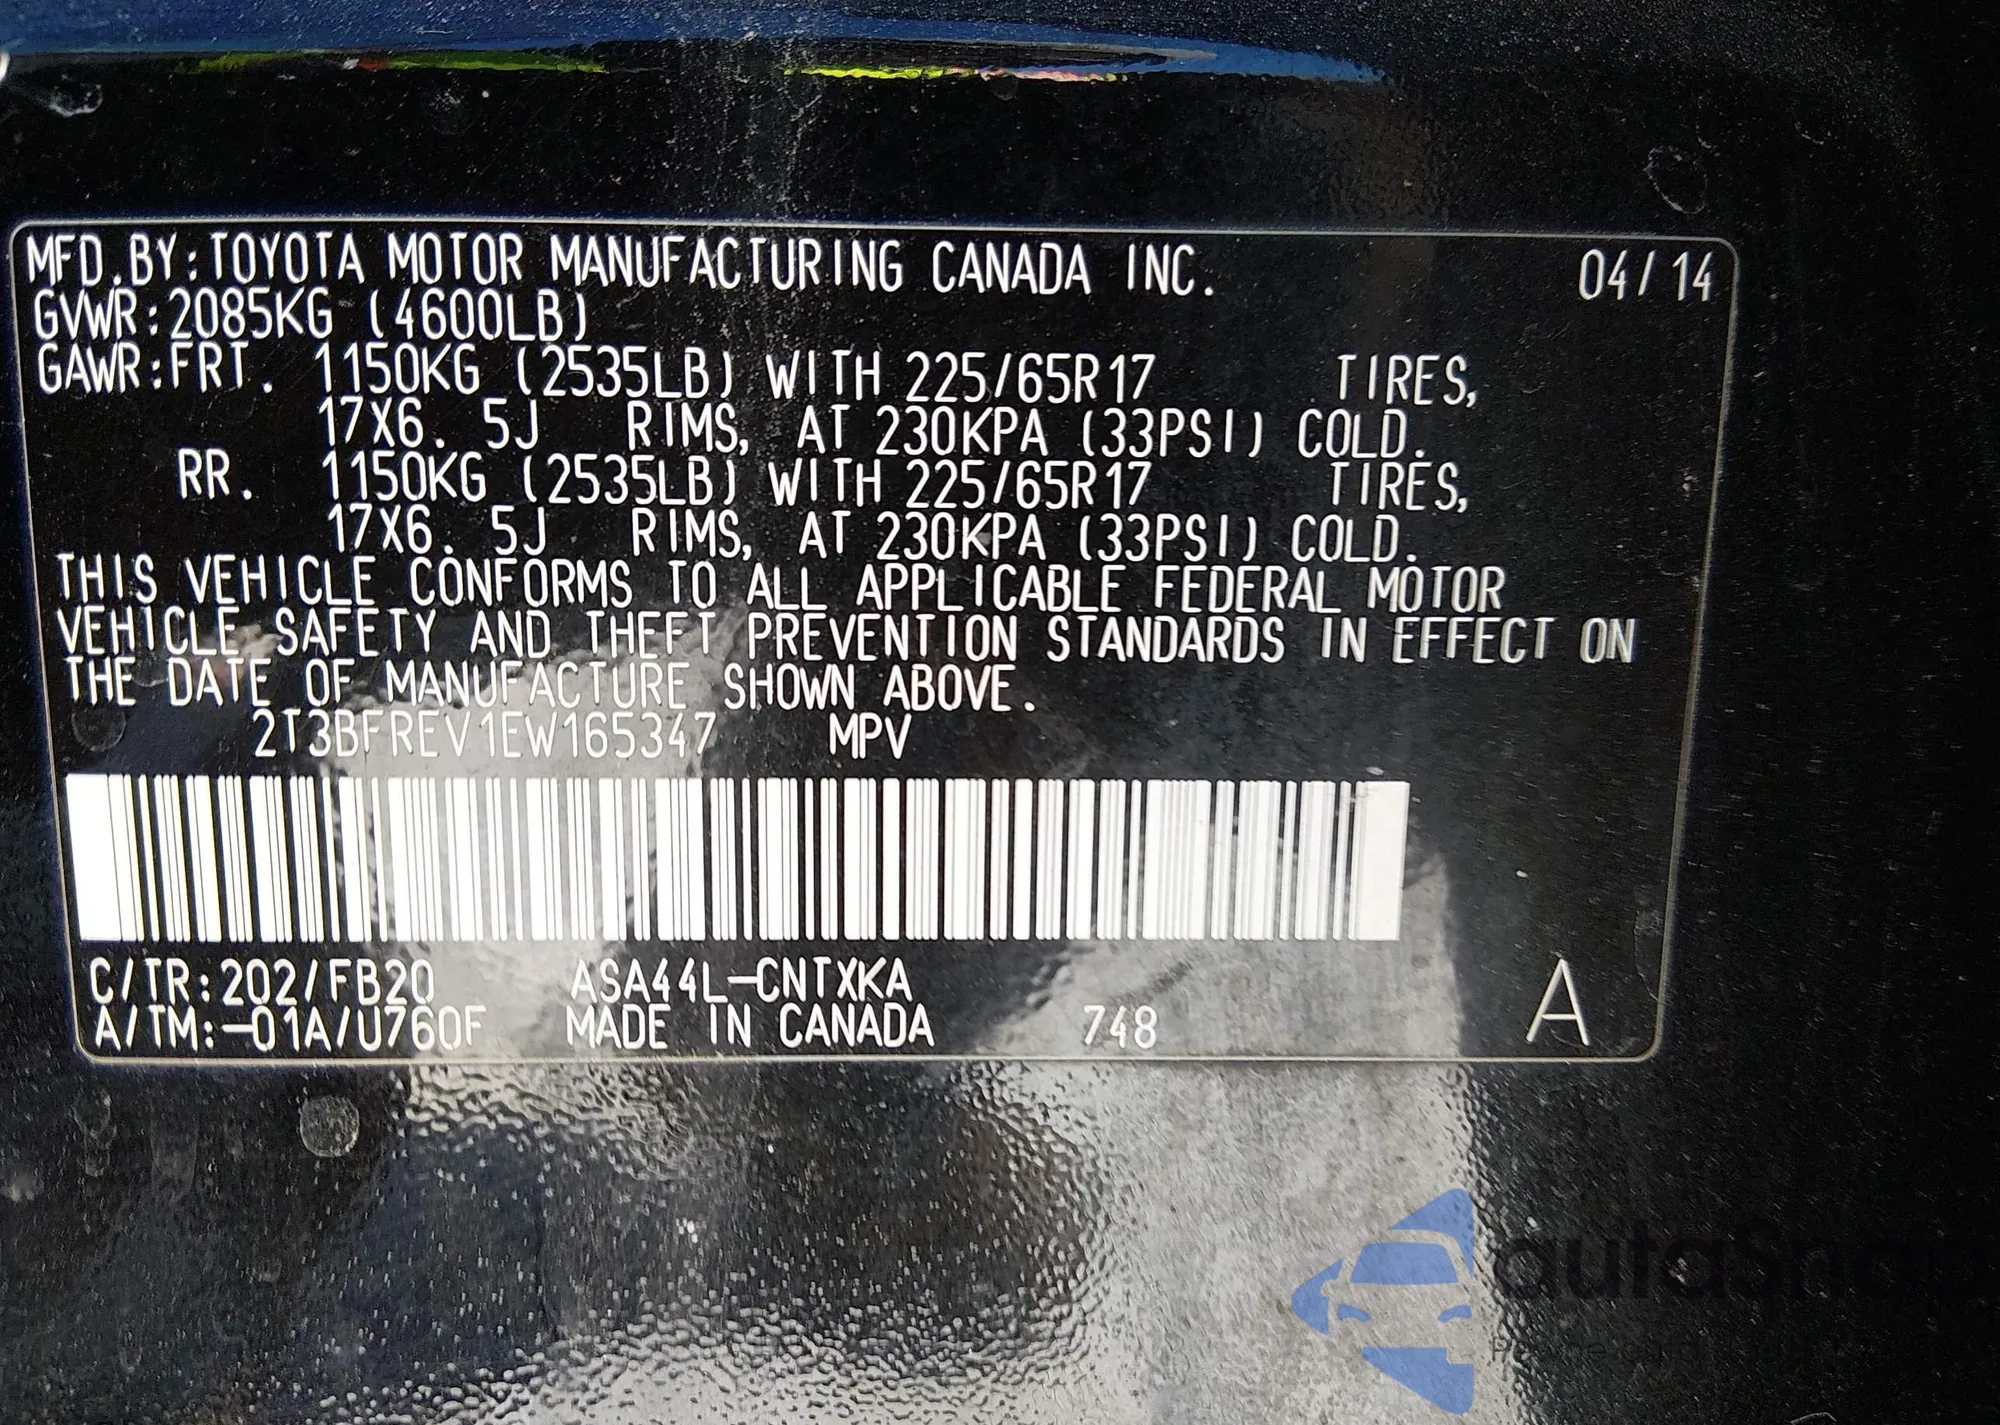 MFD.BY:TOYOTA MOTOR MANUFACTURING CANADA INC. 04/14
GVWR:2085KG (4600LB)
GAWR:FRT. 1150KG (2535LB) WITH 225/65R17 TIRES,
17X6.5J RIMS, AT 230KPA (33PSI) COLD.
RR. 1150KG (2535LB) WITH 225/65R17 TIRES,
17X6.5J RIMS, AT 230KPA (33PSI) COLD.
THIS VEHICLE CONFORMS TO ALL APPLICABLE FEDERAL MOTOR
VEHICLE SAFETY AND THEFT PREVENTION STANDARDS IN EFFECT ON
THE DATE OF MANUFACTURE SHOWN ABOVE.
2T3BFREV1EW165347 MPV
C/TR:202/FB20 ASA44L-CNTXKA
A/TM:-01A/U760F MADE IN CANADA 748 A